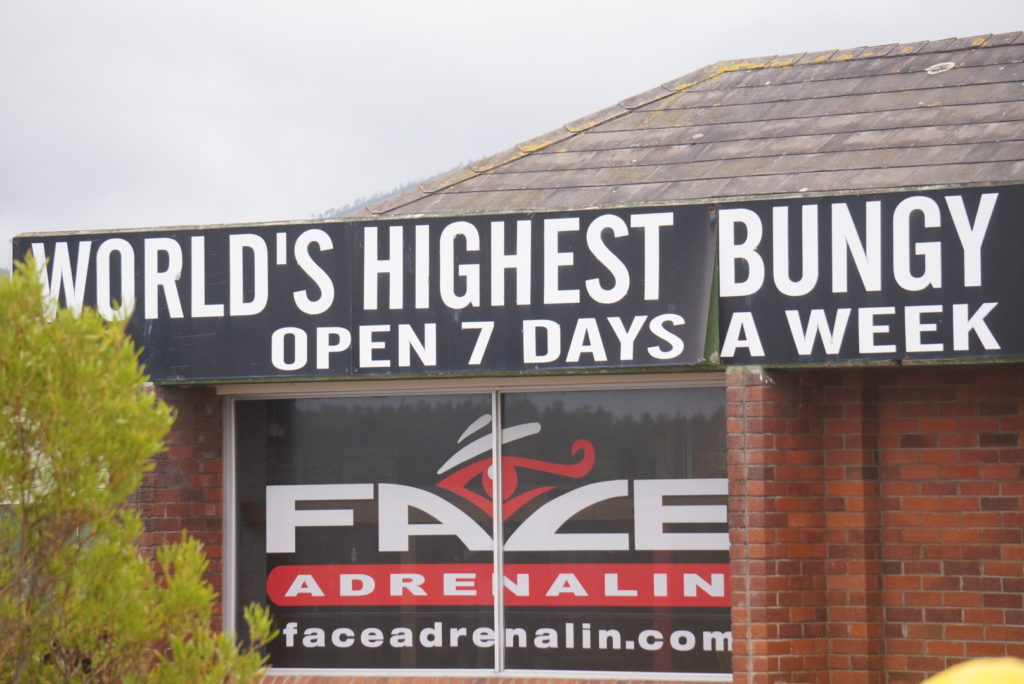 WORLD'S HIGHEST BUNGY
OPEN 7 DAYS A WEEK
FACE
ADRENALIN
faceadrenalin.com